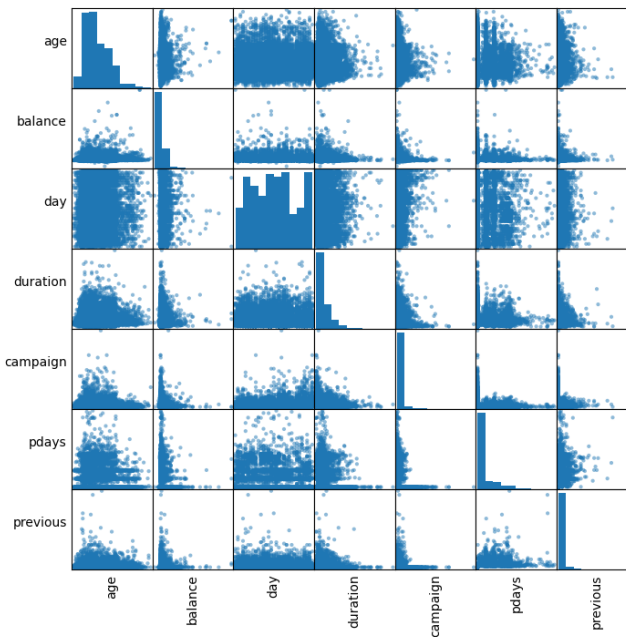 age
balance
day
duration
campaign
pdays
previous
age
balance
day
duration
campaign
pdays
previous